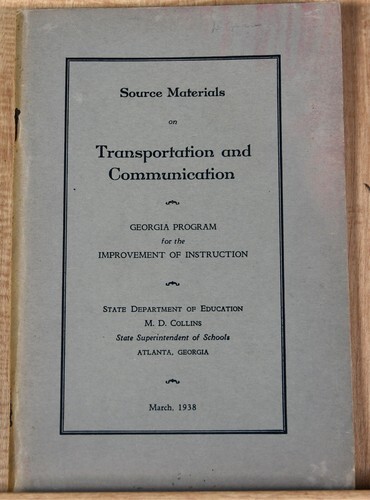 Source Materials
on
Transportation and
Communication
GEORGIA PROGRAM
for the
IMPROVEMENT OF INSTRUCTION
STATE DEPARTMENT OF EDUCATION
M. D. COLLINS
State Superintendent of Schools
ATLANTA, GEORGIA
March, 1938